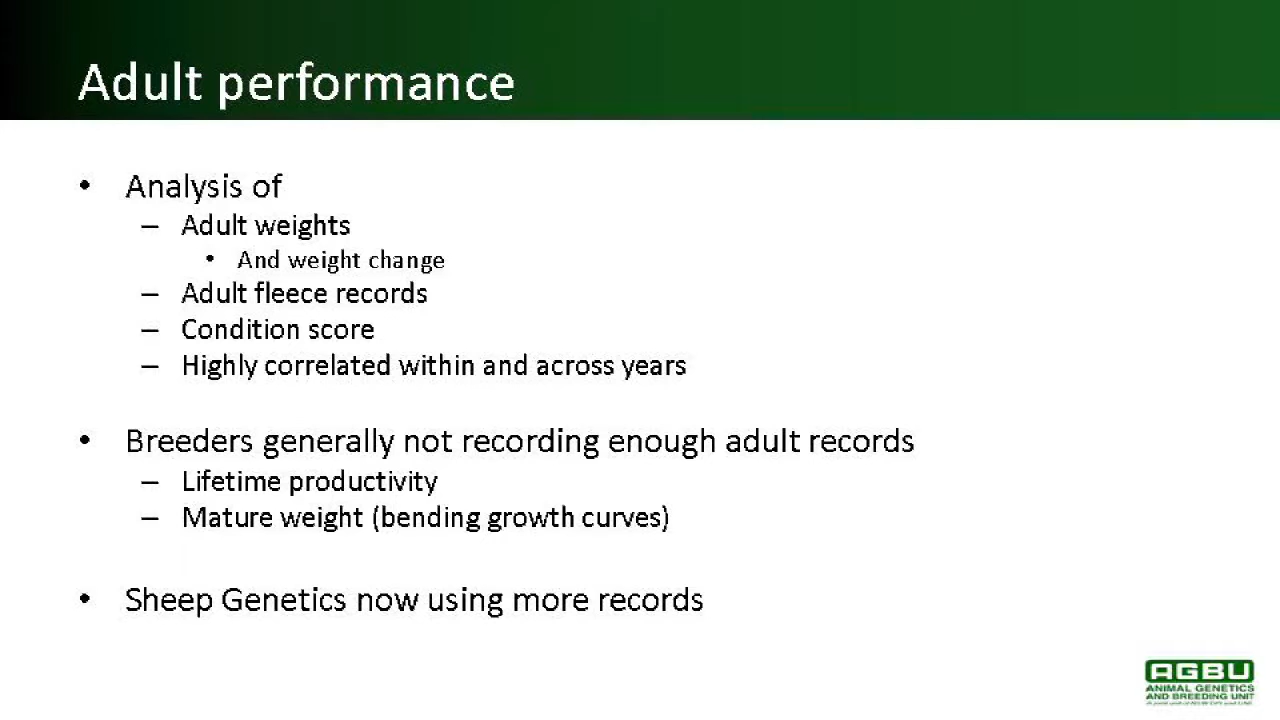 Adult performance
• Analysis of
– Adult weights
• And weight change
– Adult fleece records
– Condition score
– Highly correlated within and across years
• Breeders generally not recording enough adult records
– Lifetime productivity
– Mature weight (bending growth curves)
• Sheep Genetics now using more records
AGBU
ANIMAL GENETICS
AND BREEDING UNIT